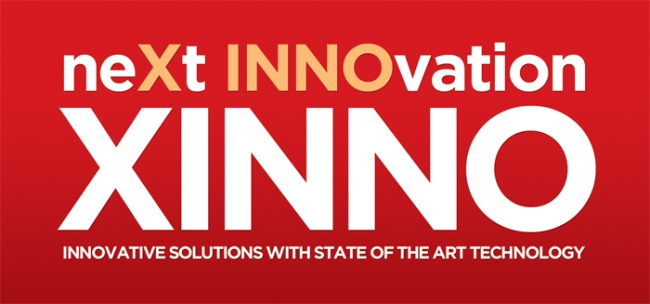 neXt INNOvation
XINNO
INNOVATIVE SOLUTIONS WITH STATE OF THE ART TECHNOLOGY